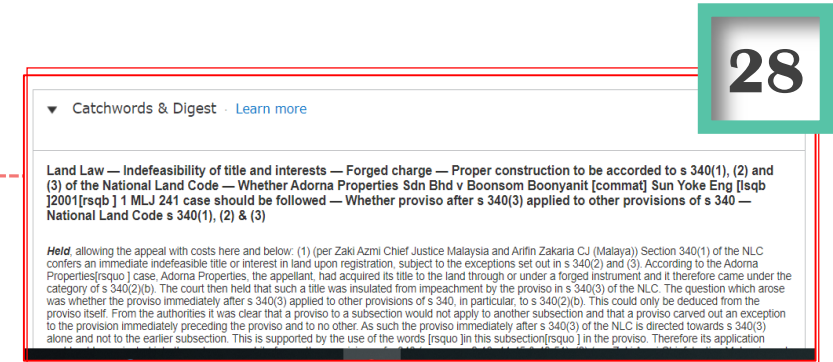 28
Catchwords & Digest - Learn more
Land Law — Indefeasibility of title and interests — Forged charge — Proper construction to be accorded to s 340(1), (2) and
(3) of the National Land Code — Whether Adorna Properties Sdn Bhd v Boonsom Boonyanit [commat] Sun Yoke Eng [lsqb
]2001[rsqb ] 1 MLJ 241 case should be followed — Whether proviso after s 340(3) applied to other provisions of s 340 —
National Land Code s 340(1), (2) & (3)
Held, allowing the appeal with costs here and below: (1) (per Zaki Azmi Chief Justice Malaysia and Arifin Zakaria CJ (Malaya)) Section 340(1) of the NLC
confers an immediate indefeasible title or interest in land upon registration, subject to the exceptions set out in s 340(2) and (3). According to the Adorna
Properties[rsquo ] case, Adorna Properties, the appellant, had acquired its title to the land through or under a forged instrument and it therefore came under the
category of s 340(2)(b). The court then held that such a title was insulated from impeachment by the proviso in s 340(3) of the NLC. The question which arose
was whether the proviso immediately after s 340(3) applied to other provisions of s 340, in particular, to s 340(2)(b). This could only be deduced from the
proviso itself. From the authorities it was clear that a proviso to a subsection would not apply to another subsection and that a proviso carved out an exception
to the provision immediately preceding the proviso and to no other. As such the proviso immediately after s 340(3) of the NLC is directed towards s 340(3)
alone and not to the earlier subsection. This is supported by the use of the words [rsquo ]in this subsection[rsquo ] in the proviso. Therefore its application